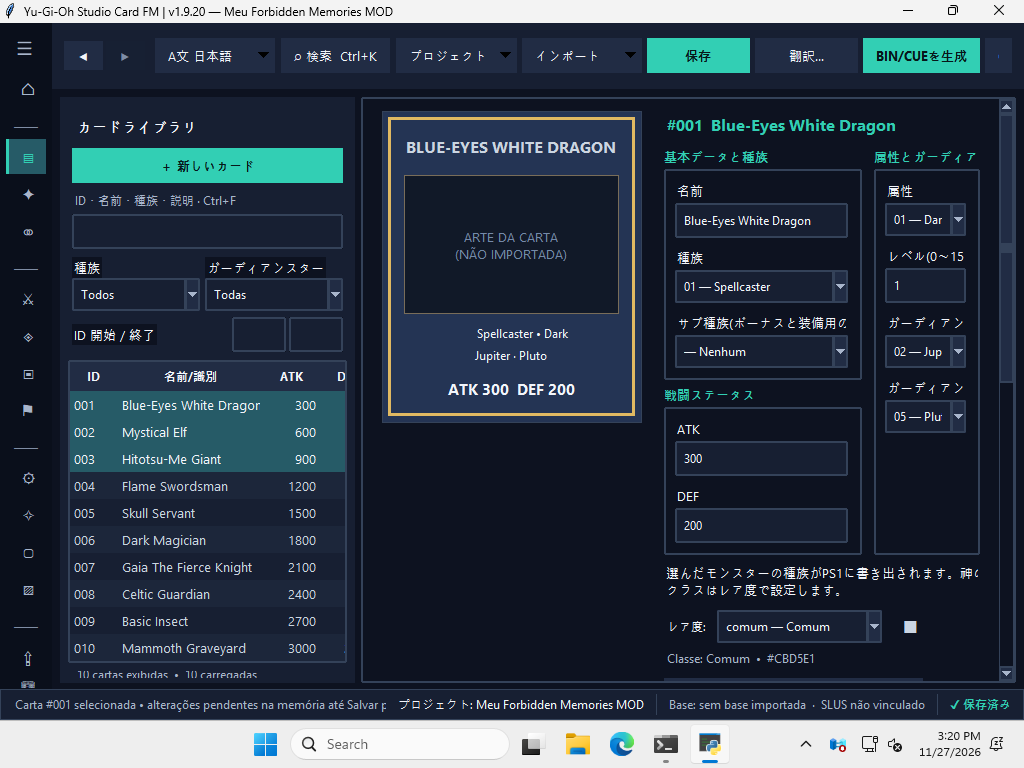 Yu-Gi-Oh Studio Card FM | v1.9.20 — Meu Forbidden Memories MOD
A文 日本語
検索 Ctrl+K
プロジェクト
インポート
保存
翻訳...
BIN/CUEを生成
カードライブラリ
+ 新しいカード
ID・名前・種族・説明・Ctrl+F
種族
ガーディアンスター
Todos
Todas
ID 開始 / 終了
ID 名前/識別 ATK D
001 Blue-Eyes White Dragor 300
002 Mystical Elf 600
003 Hitotsu-Me Giant 900
004 Flame Swordsman 1200
005 Skull Servant 1500
006 Dark Magician 1800
007 Gaia The Fierce Knight 2100
008 Celtic Guardian 2400
009 Basic Insect 2700
010 Mammoth Graveyard 3000
10 cartas exibidas • 10 carregadas
BLUE-EYES WHITE DRAGON
ARTE DA CARTA
(NÃO IMPORTADA)
Spellcaster • Dark
Jupiter · Pluto
ATK 300 DEF 200
#001 Blue-Eyes White Dragon
基本データと種族
名前
Blue-Eyes White Dragon
種族
01 — Spellcaster
サブ種族(ボーナスと装備用の
— Nenhum
戦闘ステータス
ATK
300
DEF
200
属性とガーディア
属性
01 — Dar
レベル(0～15
1
ガーディアン
02 — Jup
ガーディアン
05 — Plu
選んだモンスターの種族がPS1に書き出されます。神の
クラスはレア度で設定します。
レア度:
comum — Comum
Classe: Comum • #CBD5E1
Carta #001 selecionada • alterações pendentes na memória até Salvar p
プロジェクト: Meu Forbidden Memories MOD
Base: sem base importada · SLUS não vinculado
✓ 保存済み
Search
3:20 PM
11/27/2026